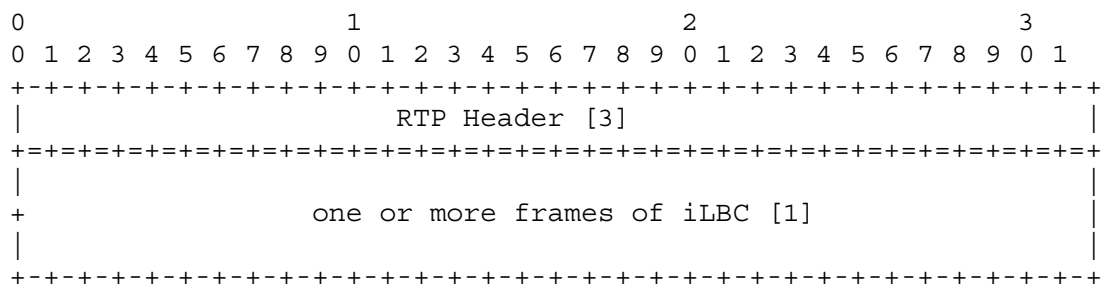 0                   1                   2                   3
0 1 2 3 4 5 6 7 8 9 0 1 2 3 4 5 6 7 8 9 0 1 2 3 4 5 6 7 8 9 0 1
+-+-+-+-+-+-+-+-+-+-+-+-+-+-+-+-+-+-+-+-+-+-+-+-+-+-+-+-+-+-+-+-+
|                      RTP Header [3]                           |
+=+=+=+=+=+=+=+=+=+=+=+=+=+=+=+=+=+=+=+=+=+=+=+=+=+=+=+=+=+=+=+=+
|                                                               |
+                 one or more frames of iLBC [1]                |
|                                                               |
+-+-+-+-+-+-+-+-+-+-+-+-+-+-+-+-+-+-+-+-+-+-+-+-+-+-+-+-+-+-+-+-+